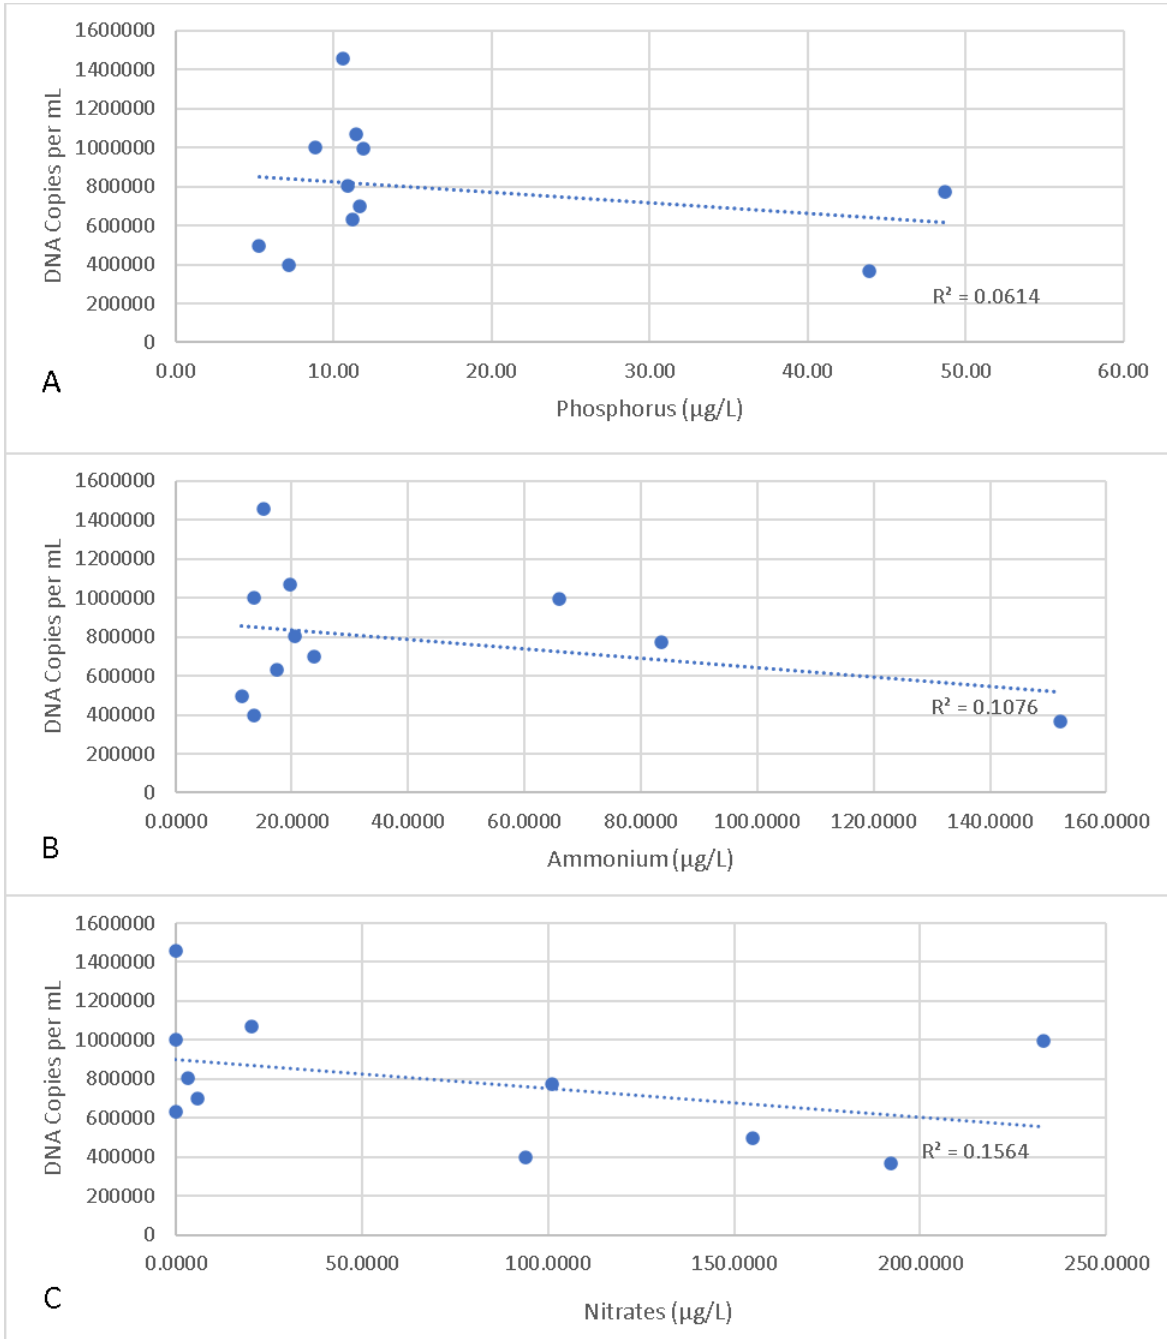 1600000
1400000
1200000
1000000
800000
600000
400000
200000
0
DNA Copies per mL
R² = 0.0614
0.00 10.00 20.00 30.00 40.00 50.00 60.00
A
Phosphorus (µg/L)
1600000
1400000
1200000
1000000
800000
600000
400000
200000
0
DNA Copies per mL
R² = 0.1076
0.0000 20.0000 40.0000 60.0000 80.0000 100.0000 120.0000 140.0000 160.0000
B
Ammonium (µg/L)
1600000
1400000
1200000
1000000
800000
600000
400000
200000
0
DNA Copies per mL
R² = 0.1564
0.0000 50.0000 100.0000 150.0000 200.0000 250.0000
C
Nitrates (µg/L)